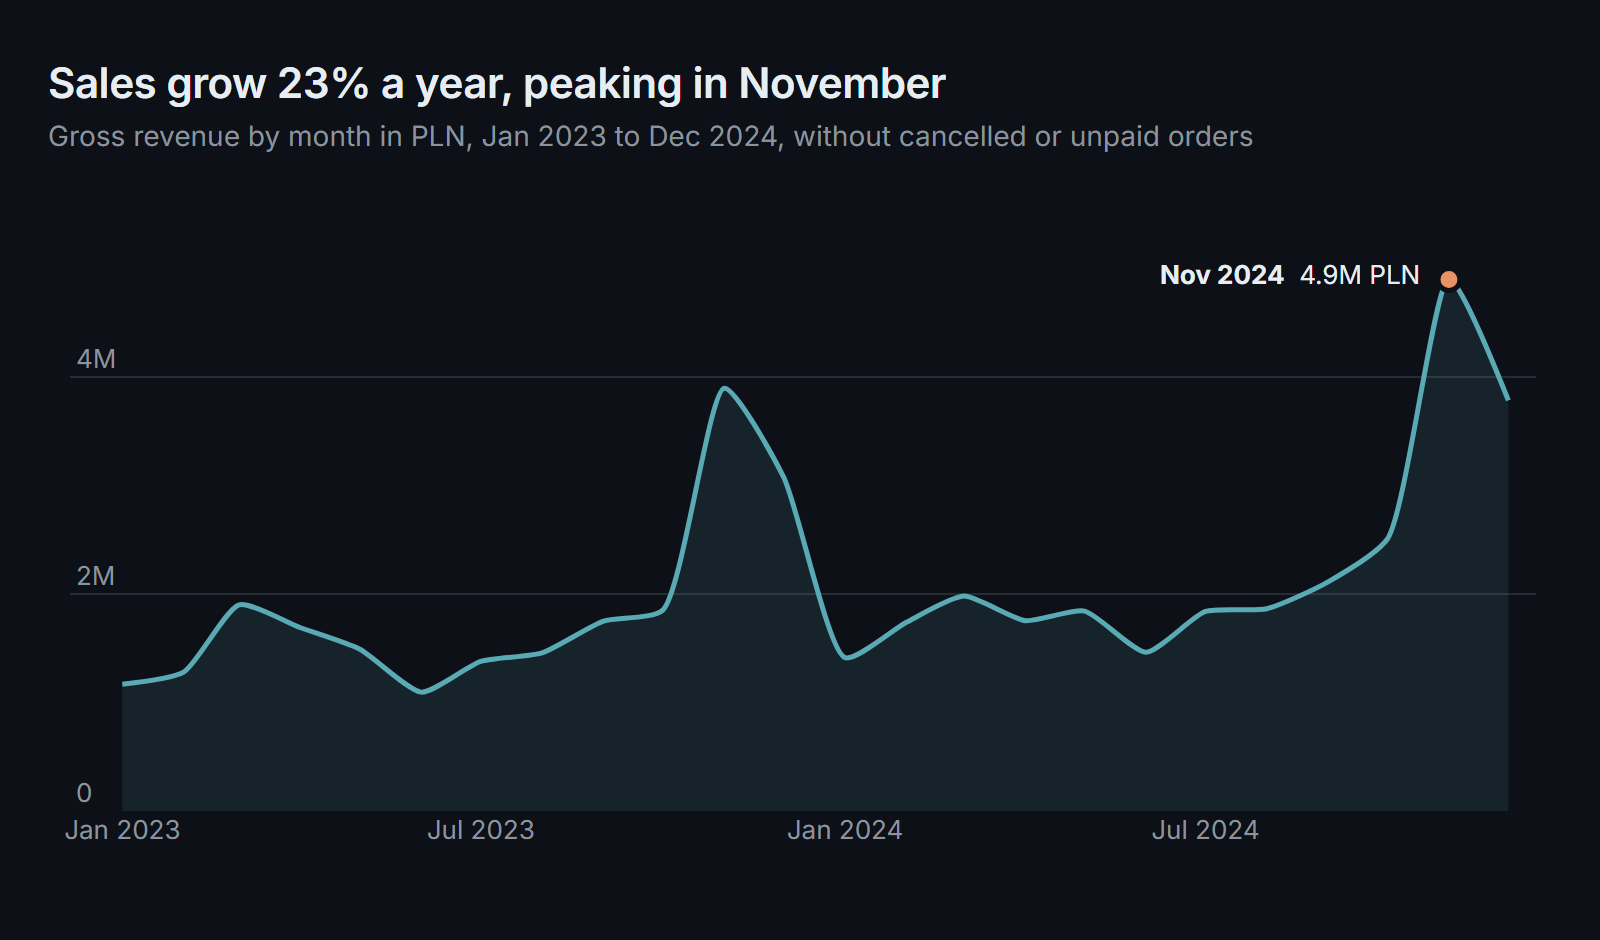 Sales grow 23% a year, peaking in November
Gross revenue by month in PLN, Jan 2023 to Dec 2024, without cancelled or unpaid orders
Nov 2024 4.9M PLN
4M
2M
0
Jan 2023 Jul 2023 Jan 2024 Jul 2024